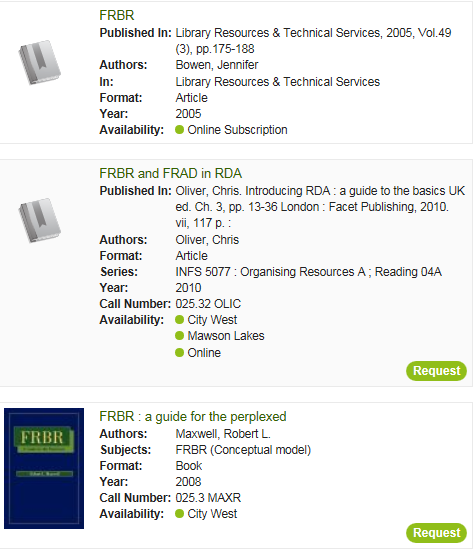 FRBR
Published In: Library Resources & Technical Services, 2005, Vol.49
(3), pp.175-188
Authors: Bowen, Jennifer
In: Library Resources & Technical Services
Format: Article
Year: 2005
Availability: Online Subscription
FRBR and FRAD in RDA
Published In: Oliver, Chris. Introducing RDA : a guide to the basics UK
ed. Ch. 3, pp. 13-36 London : Facet Publishing, 2010.
vii, 117 p. :
Authors: Oliver, Chris
Format: Article
Series: INFS 5077 : Organising Resources A ; Reading 04A
Year: 2010
Call Number: 025.32 OLIC
Availability: City West
Mawson Lakes
Online
Request
FRBR
FRBR : a guide for the perplexed
Authors: Maxwell, Robert L.
Subjects: FRBR (Conceptual model)
Format: Book
Year: 2008
Call Number: 025.3 MAXR
Availability: City West
Request